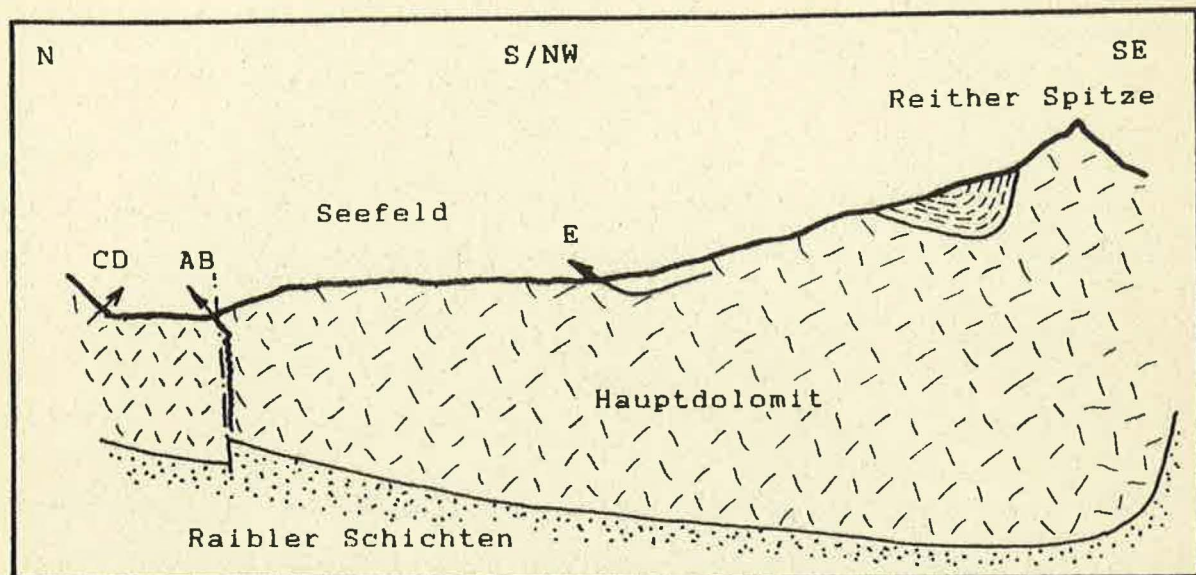 N S/NW SE
Reither Spitze
Seefeld
E
CD AB
Hauptdolomit
Raibler Schichten